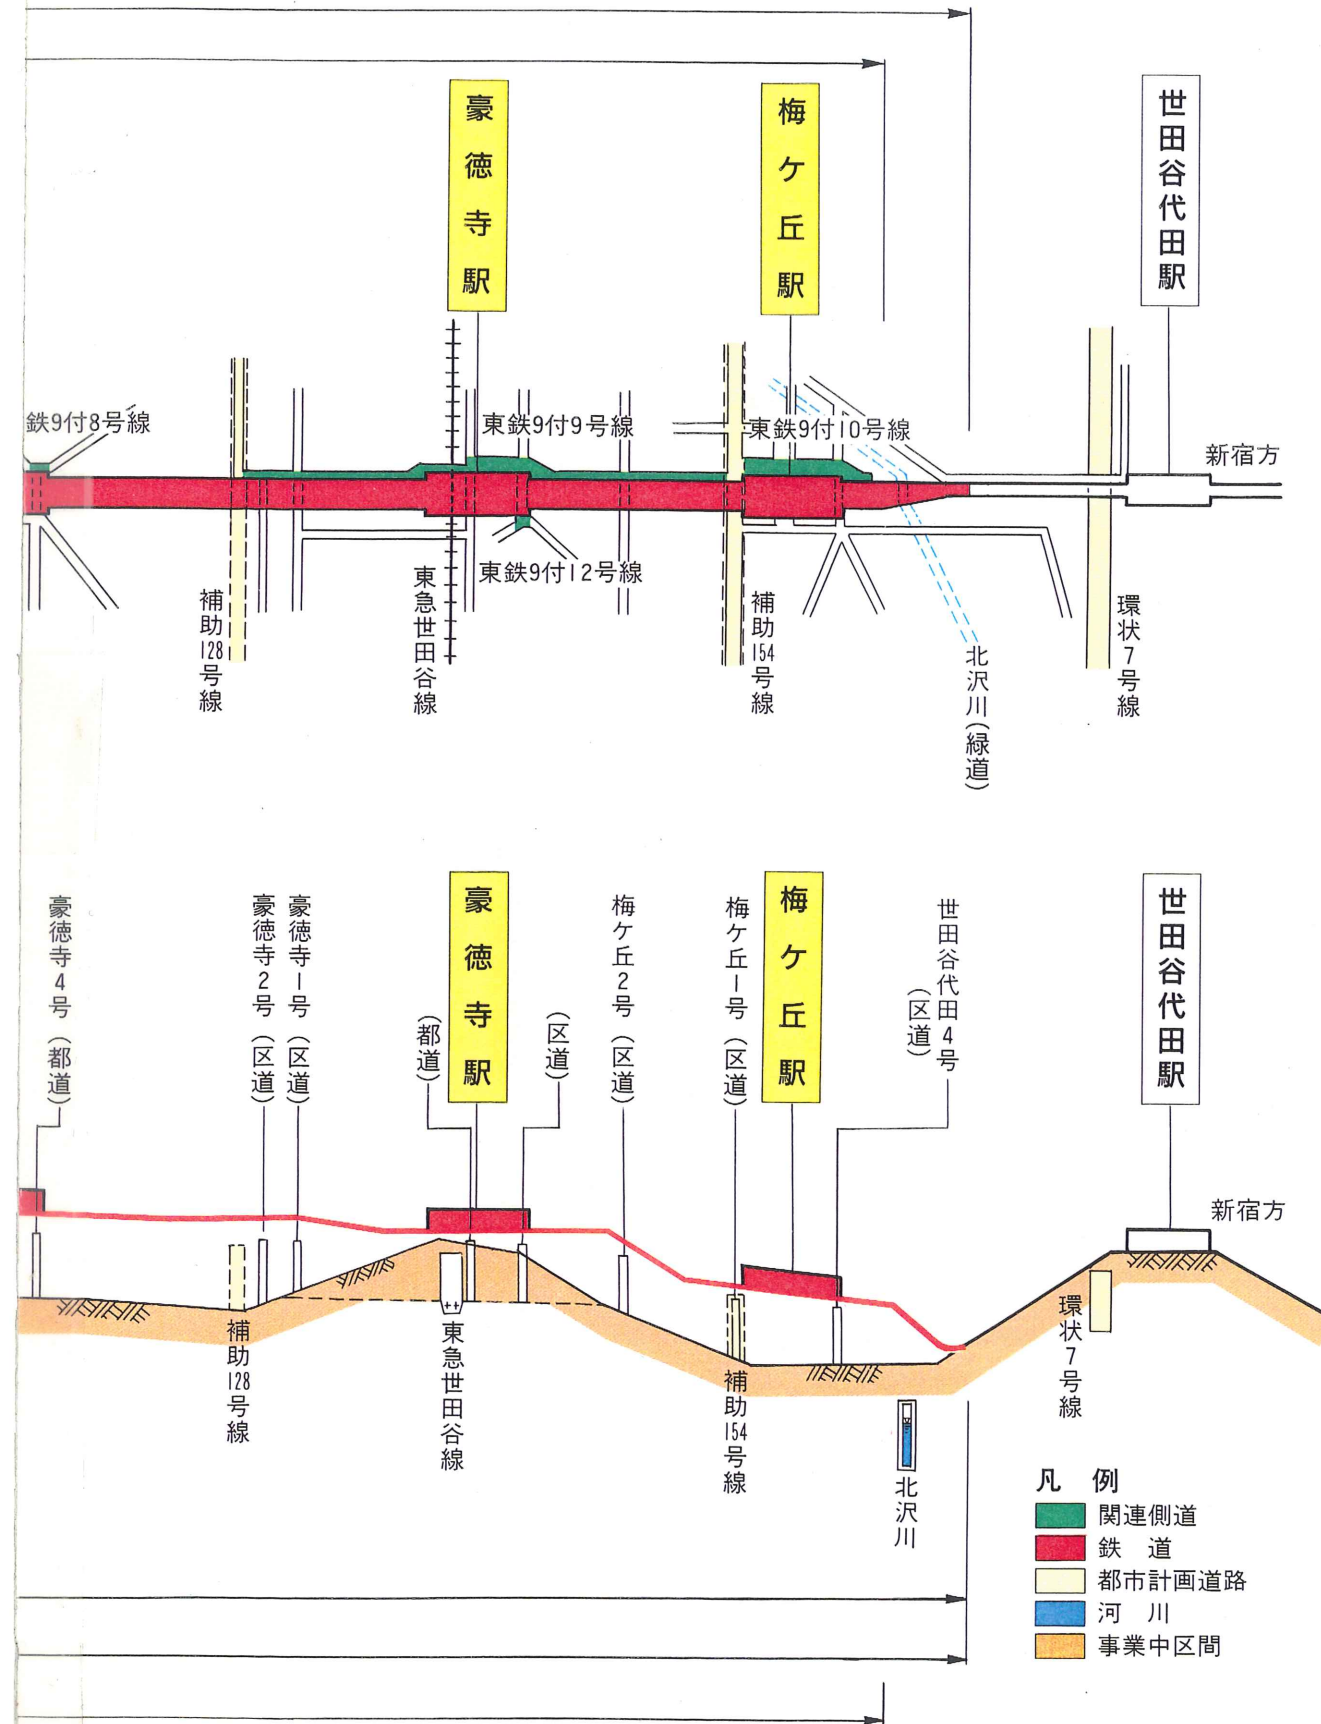 豪徳寺駅
梅ケ丘駅
世田谷代田駅
鉄9付8号線
東鉄9付9号線
東鉄9付10号線
新宿方
東鉄9付12号線
補助128号線
東急世田谷線
補助154号線
北沢川(緑道)
環状7号線
豪徳寺4号(都道)
豪徳寺2号(区道)
豪徳寺1号(区道)
(都道)
豪徳寺駅
(区道)
梅ケ丘2号(区道)
梅ケ丘1号(区道)
梅ケ丘駅
世田谷代田4号
(区道)
世田谷代田駅
新宿方
補助128号線
東急世田谷線
補助154号線
北沢川
環状7号線
凡 例
関連側道
鉄 道
都市計画道路
河 川
事業中区間